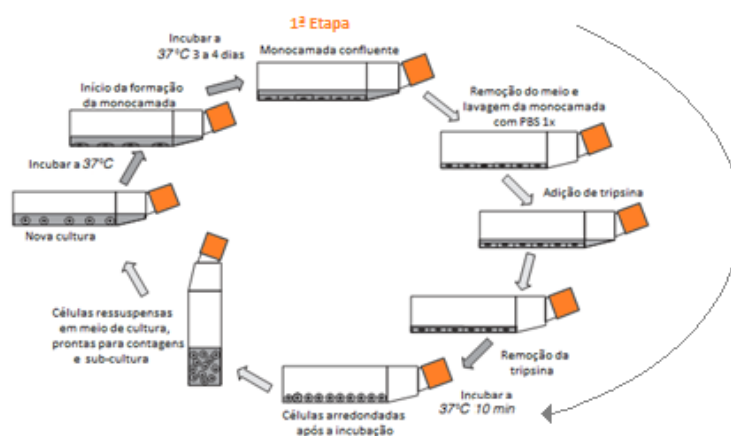 1ª Etapa
Incubar a
37ºC 3 a 4 dias
Monocamada confluente
Remoção do meio e
lavagem da monocamada
com PBS 1x
Adição de tripsina
Remoção da
tripsina
Incubar a
37ºC 10 min
Células arredondadas
após a incubação
Células ressuspensas
em meio de cultura,
prontas para contagens
e sub-cultura
Nova cultura
Incubar a 37ºC
Início da formação
da monocamada